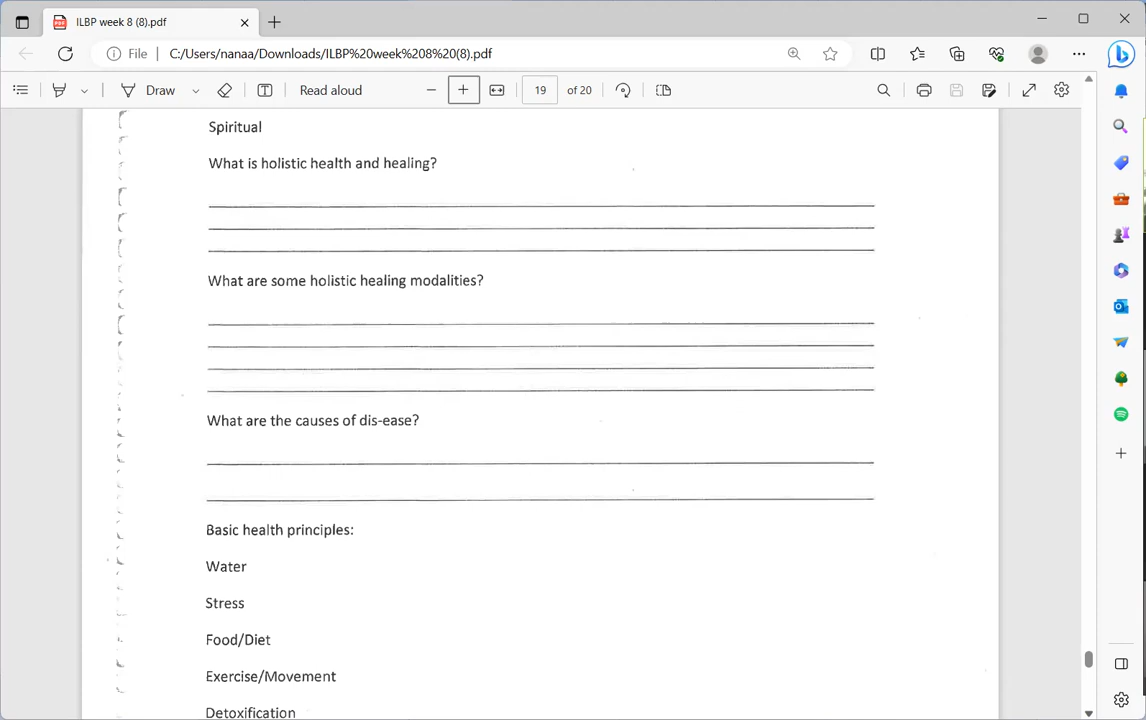 ILBP week 8 (8).pdf
File | C:/Users/nanaa/Downloads/ILBP%20week%208%20(8).pdf
Draw
Read aloud
19 of 20
Spiritual
What is holistic health and healing?
What are some holistic healing modalities?
What are the causes of dis-ease?
Basic health principles:
Water
Stress
Food/Diet
Exercise/Movement
Detoxification